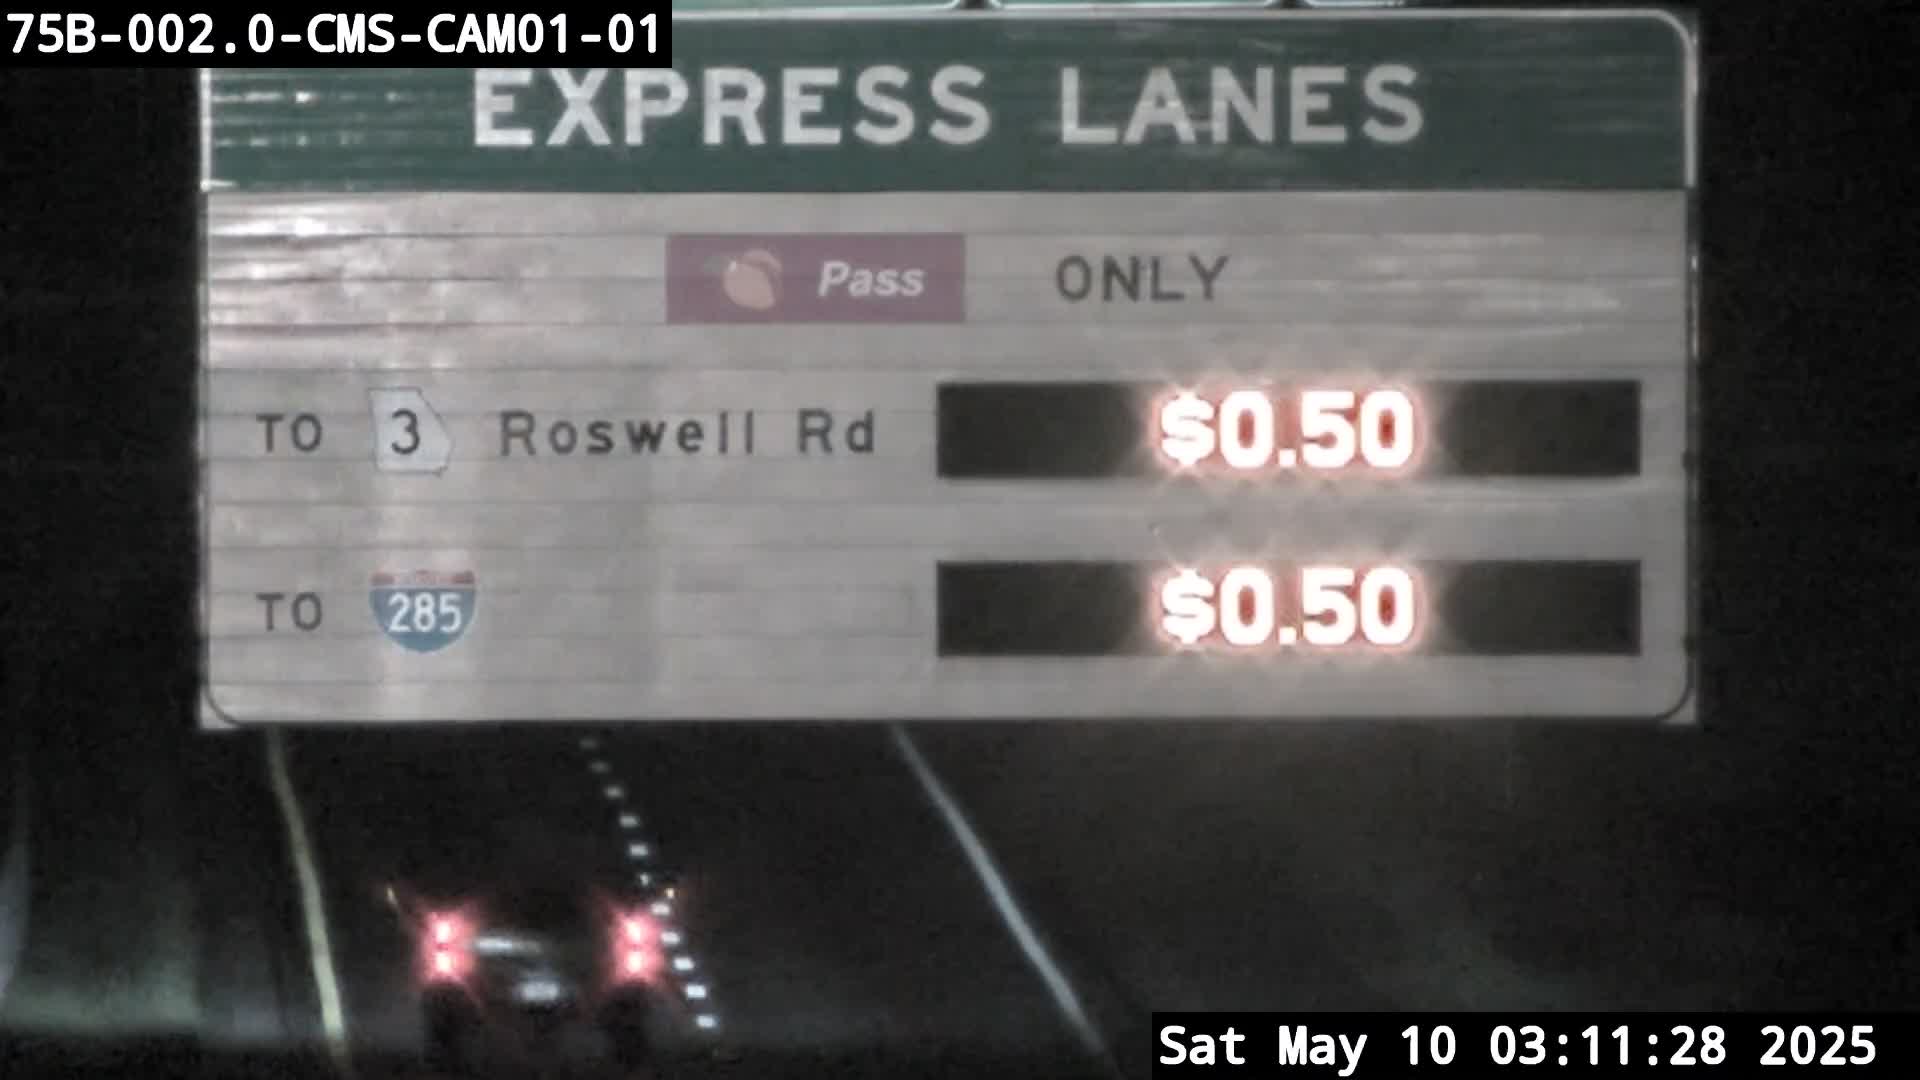 75B-002.0-CMS-CAM01-01
EXPRESS LANES
Pass ONLY
TO 3 Roswell Rd $0.50
TO 285 $0.50
Sat May 10 03:11:28 2025